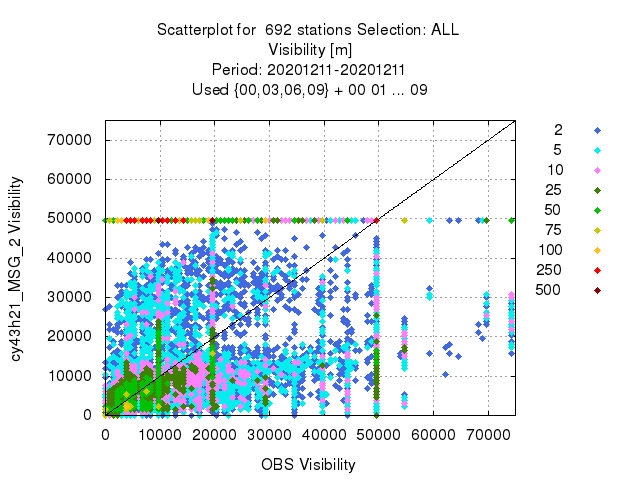 Scatterplot for 692 stations Selection: ALL
Visibility [m]
Period: 20201211-20201211
Used {00,03,06,09} + 00 01 ... 09
cy43h21_MSG_2 Visibility
70000
60000
50000
40000
30000
20000
10000
0
0 10000 20000 30000 40000 50000 60000 70000
OBS Visibility
2
5
10
25
50
75
100
250
500